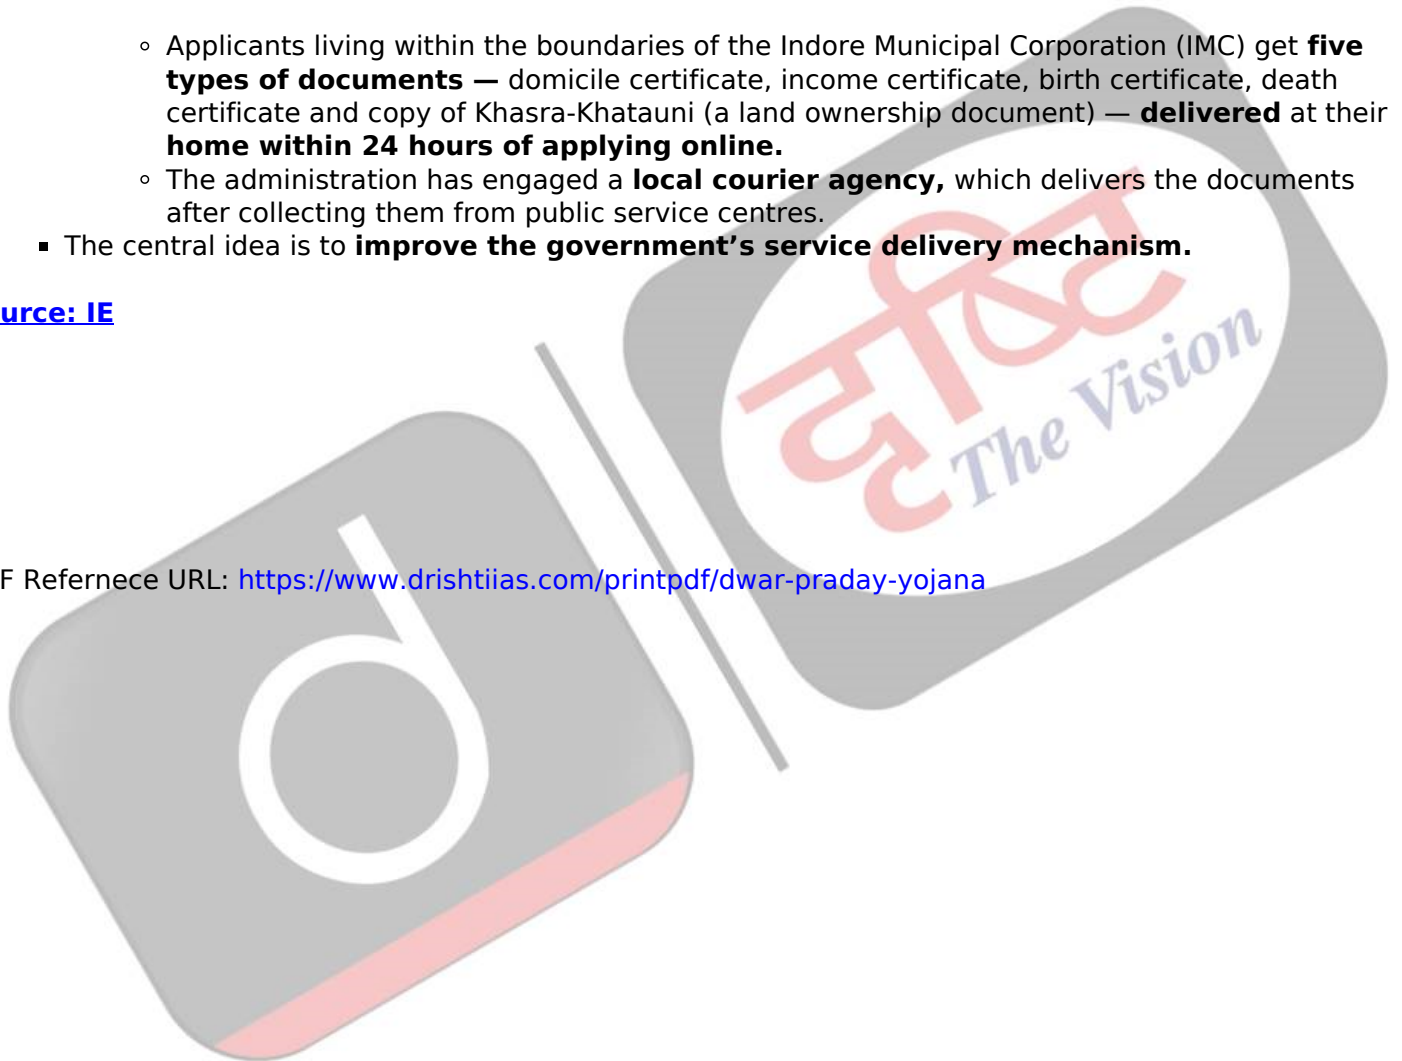 ◦ Applicants living within the boundaries of the Indore Municipal Corporation (IMC) get five
types of documents — domicile certificate, income certificate, birth certificate, death
certificate and copy of Khasra-Khatauni (a land ownership document) — delivered at their
home within 24 hours of applying online.
◦ The administration has engaged a local courier agency, which delivers the documents
after collecting them from public service centres.
▪ The central idea is to improve the government’s service delivery mechanism.
urce: IE
दृष्टि
The Vision
F Refernece URL: https://www.drishtiias.com/printpdf/dwar-praday-yojana
d